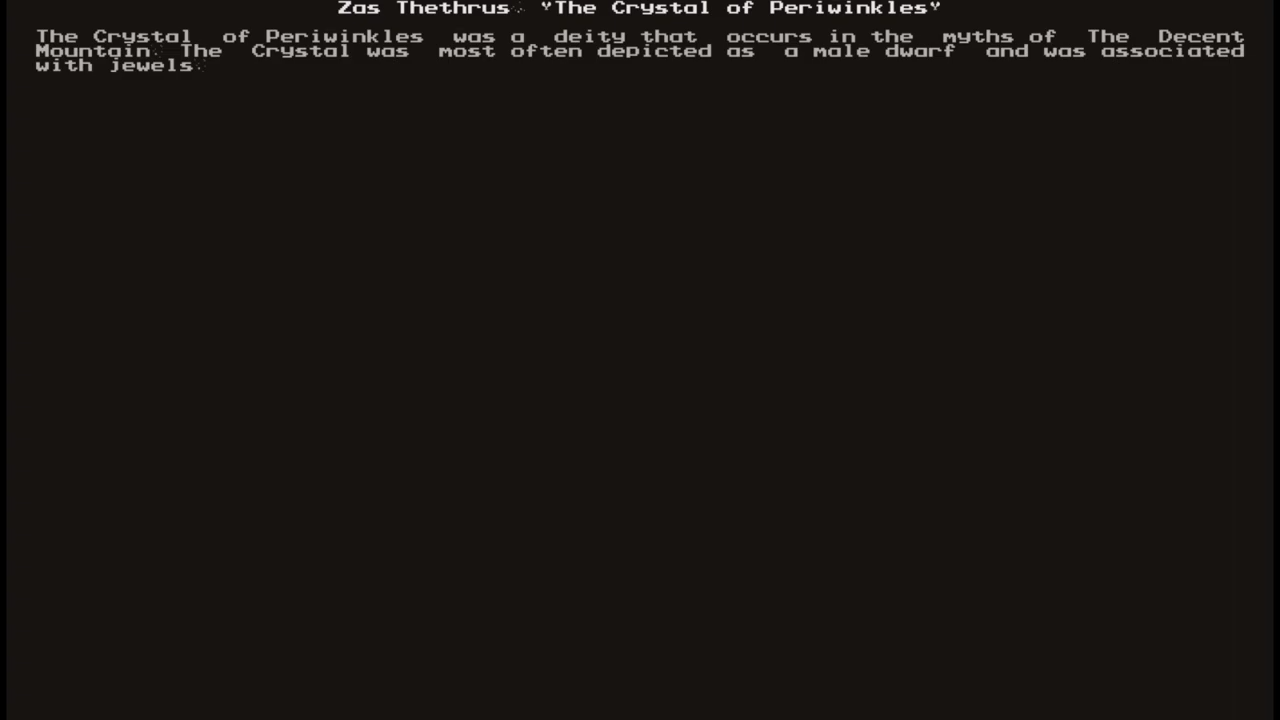 Zas Thethrus, "The Crystal of Periwinkles"
The Crystal of Periwinkles was a deity that occurs in the myths of The Decent
Mountain. The Crystal was most often depicted as a male dwarf and was associated
with jewels.